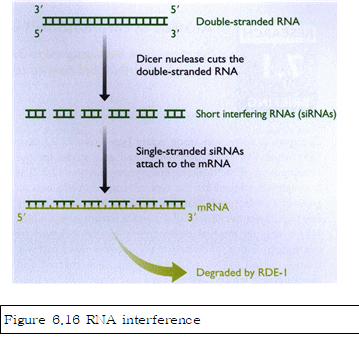 3′ 5′
Double-stranded RNA
5′ 3′
Dicer nuclease cuts the
double-stranded RNA
Short interfering RNAs (siRNAs)
Single-stranded siRNAs
attach to the mRNA
mRNA
5′ 3′
Degraded by RDE-1
Figure 6.16 RNA interference